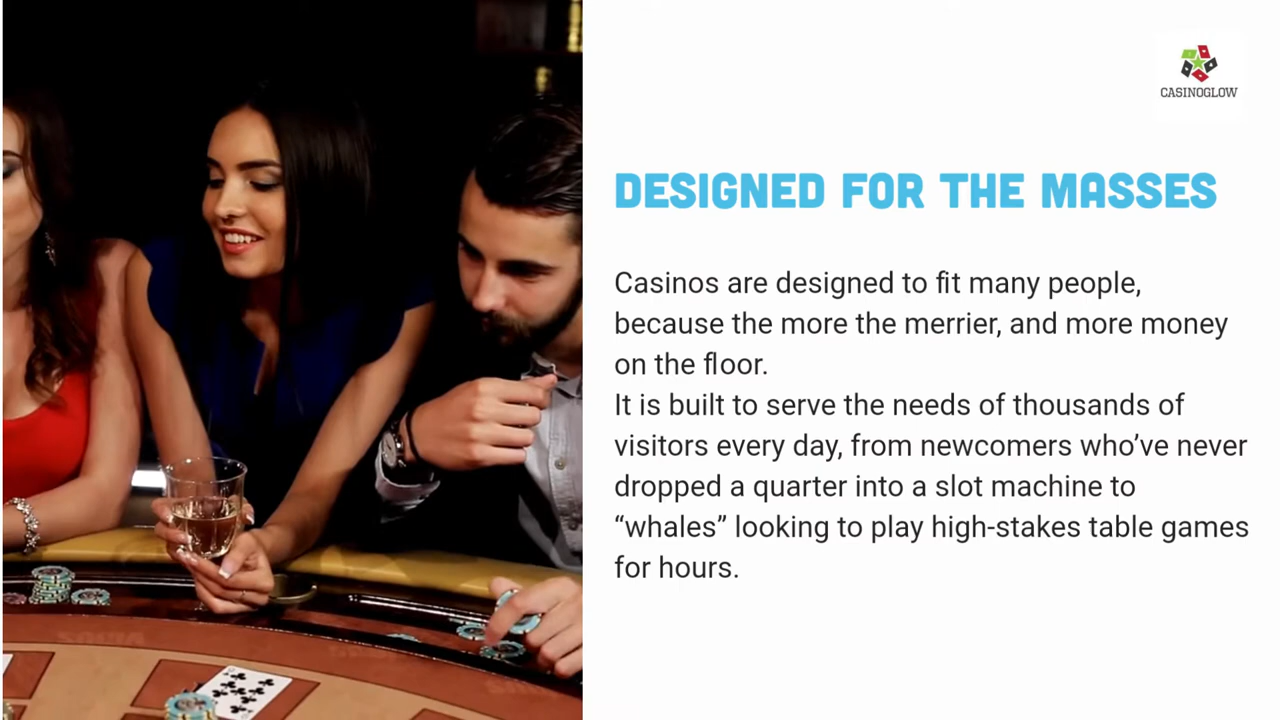 CASINOGLOW
DESIGNED FOR THE MASSES
Casinos are designed to fit many people,
because the more the merrier, and more money
on the floor.
It is built to serve the needs of thousands of
visitors every day, from newcomers who’ve never
dropped a quarter into a slot machine to
“whales” looking to play high-stakes table games
for hours.